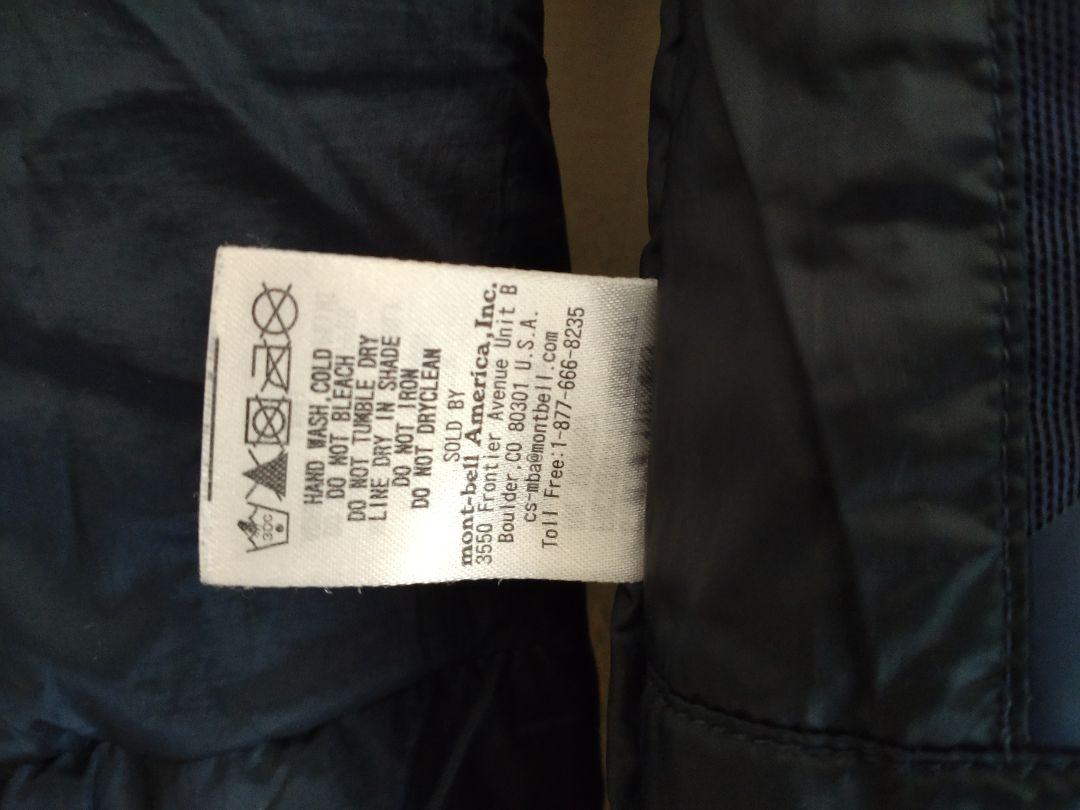 30C
HAND WASH,COLD
DO NOT BLEACH
DO NOT TUMBLE DRY
LINE DRY IN SHADE
DO NOT IRON
DO NOT DRYCLEAN
SOLD BY
mont-bell America,Inc.
3550 Frontier Avenue Unit B
Boulder,CO 80301 U.S.A.
cs-mba@montbell.com
Toll Free:1-877-666-8235